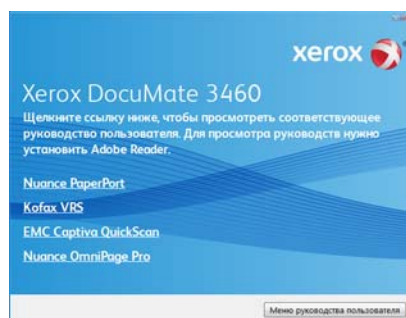 xerox
Xerox DocuMate 3460
Щелкните ссылку ниже, чтобы просмотреть соответствующее
руководство пользователя. Для просмотра руководств нужно
установить Adobe Reader.
Nuance PaperPort
Kofax VRS
EMC Captiva QuickScan
Nuance OmniPage Pro
Меню руководства пользователя